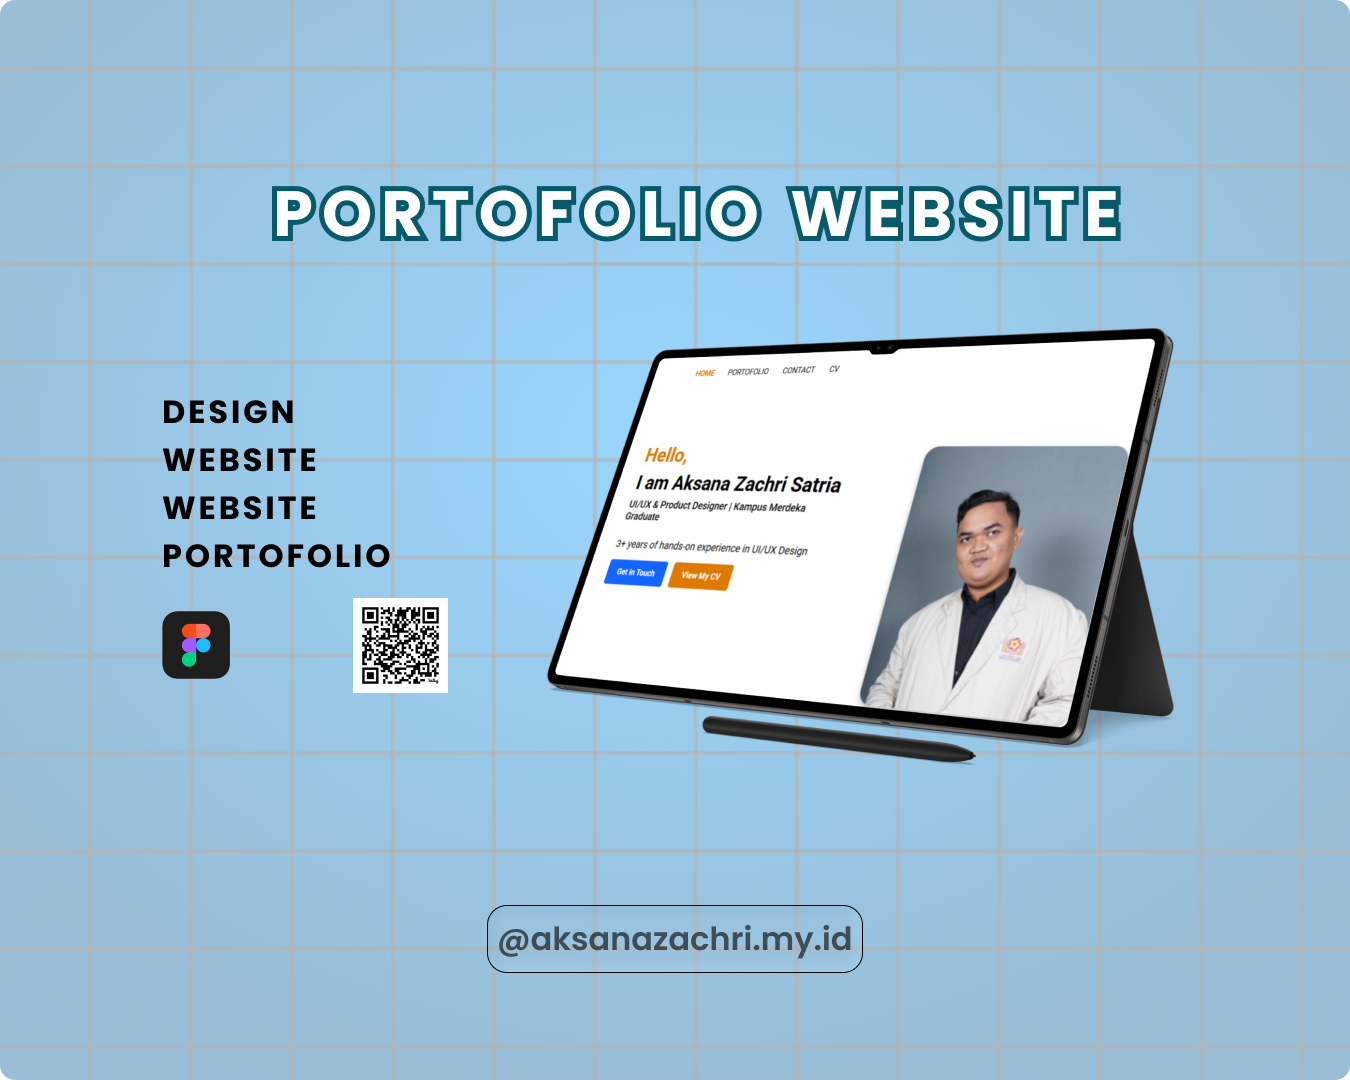 PORTOFOLIO WEBSITE
DESIGN
WEBSITE
WEBSITE
PORTOFOLIO
HOME PORTOFOLIO CONTACT CV
Hello,
I am Aksana Zachri Satria
UI/UX & Product Designer | Kampus Merdeka
Graduate
3+ years of hands-on experience in UI/UX Design
Get in Touch View My CV
@aksanazachri.my.id